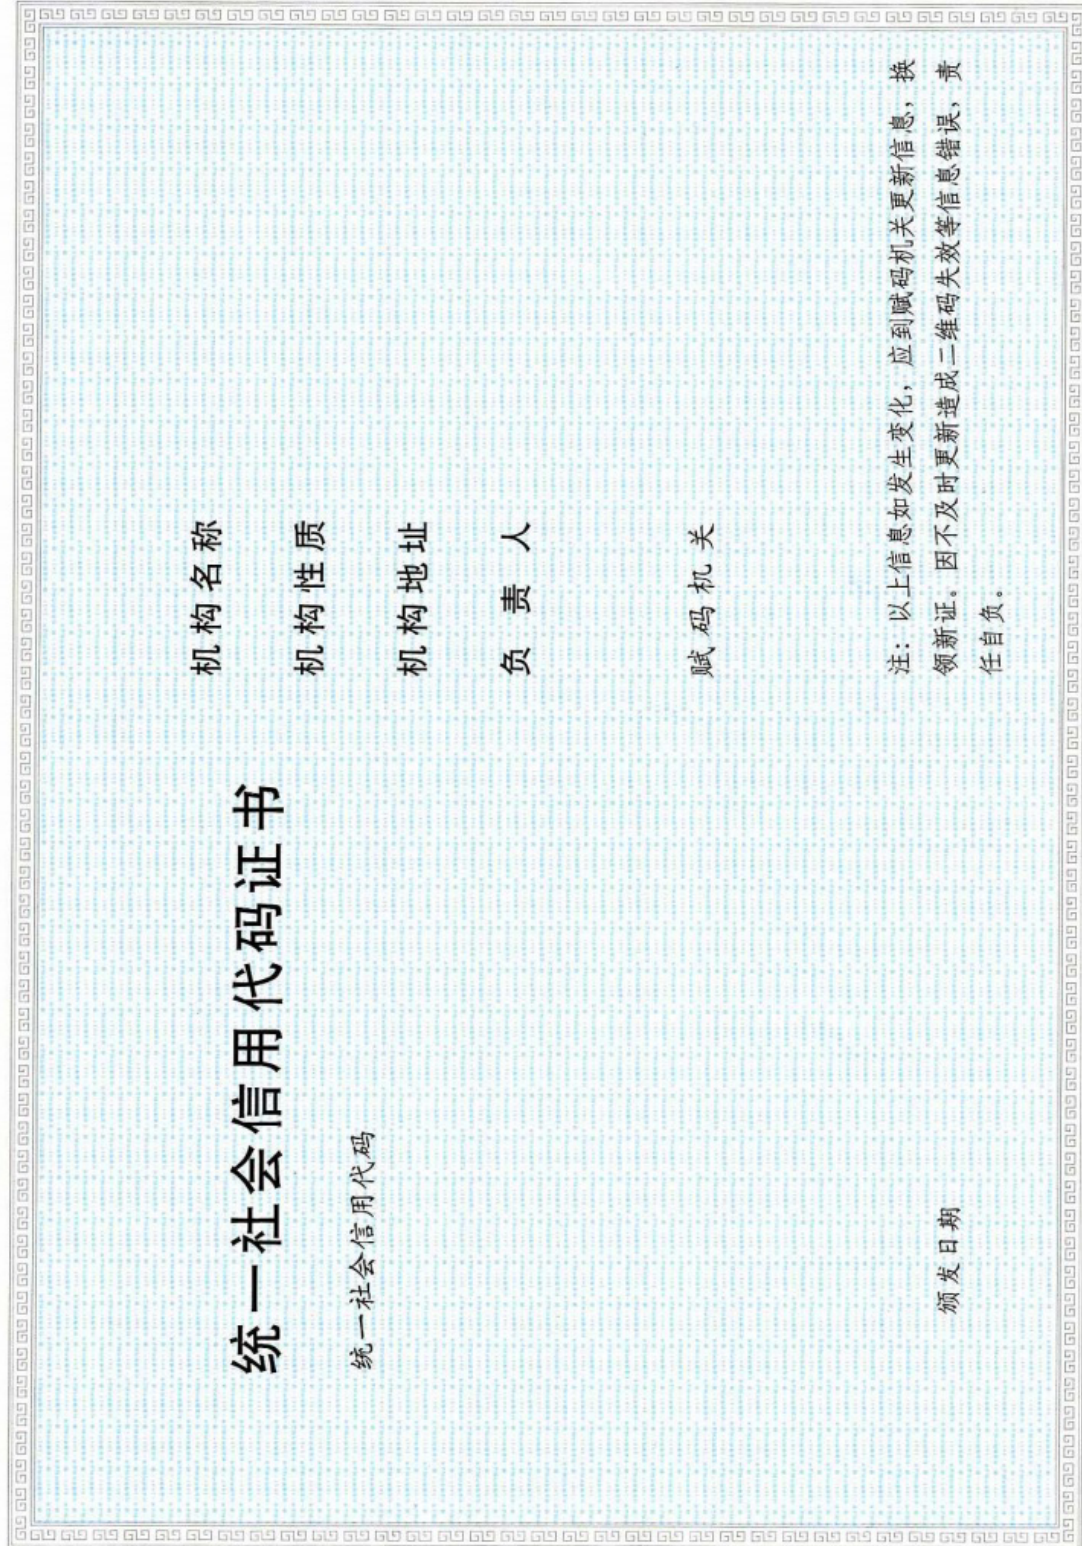 统一社会信用代码证书
统一社会信用代码
颁发日期
机构名称
机构性质
机构地址
负责人
赋码机关
注：以上信息如发生变化，应到赋码机关更新信息，换
领新证。因不及时更新造成二维码失效等信息错误，责
任自负。